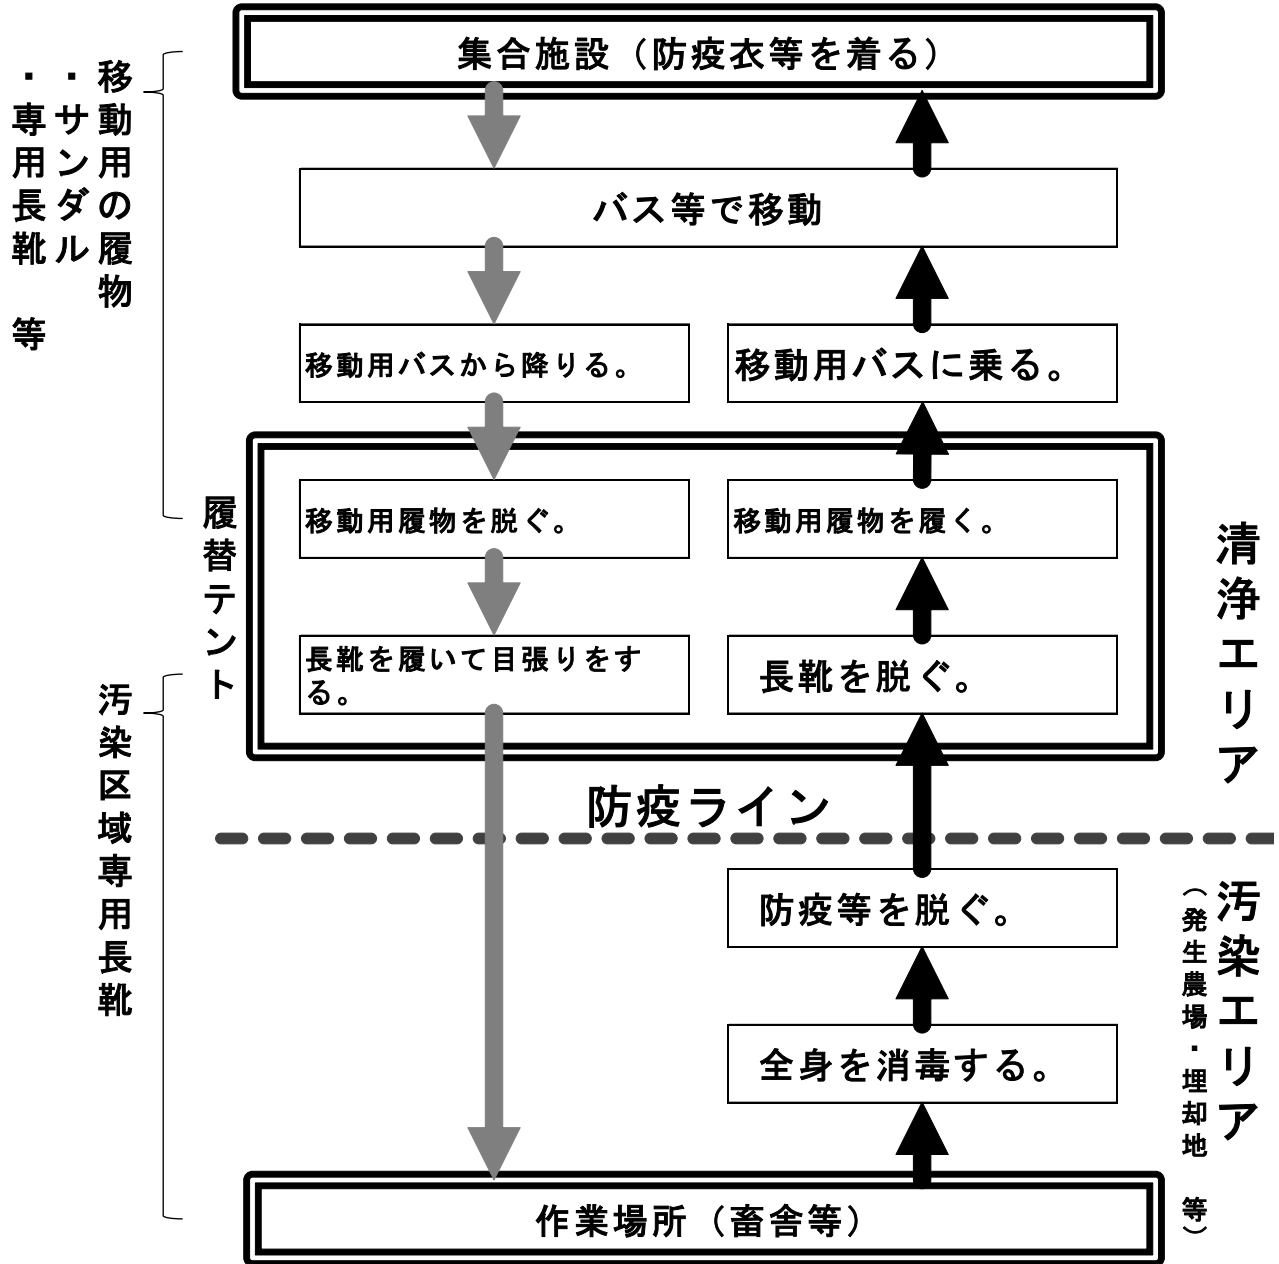 集合施設（防疫衣等を着る）
移動用の履物
・サンダル
・専用長靴　等
バス等で移動
移動用バスから降りる。
移動用バスに乗る。
履替テント
移動用履物を脱ぐ。
移動用履物を履く。
長靴を履いて目張りをす
る。
長靴を脱ぐ。
清浄エリア
防疫ライン
汚染区域専用長靴
防疫等を脱ぐ。
全身を消毒する。
汚染エリア
（発生農場・埋却地　等）
作業場所（畜舎等）